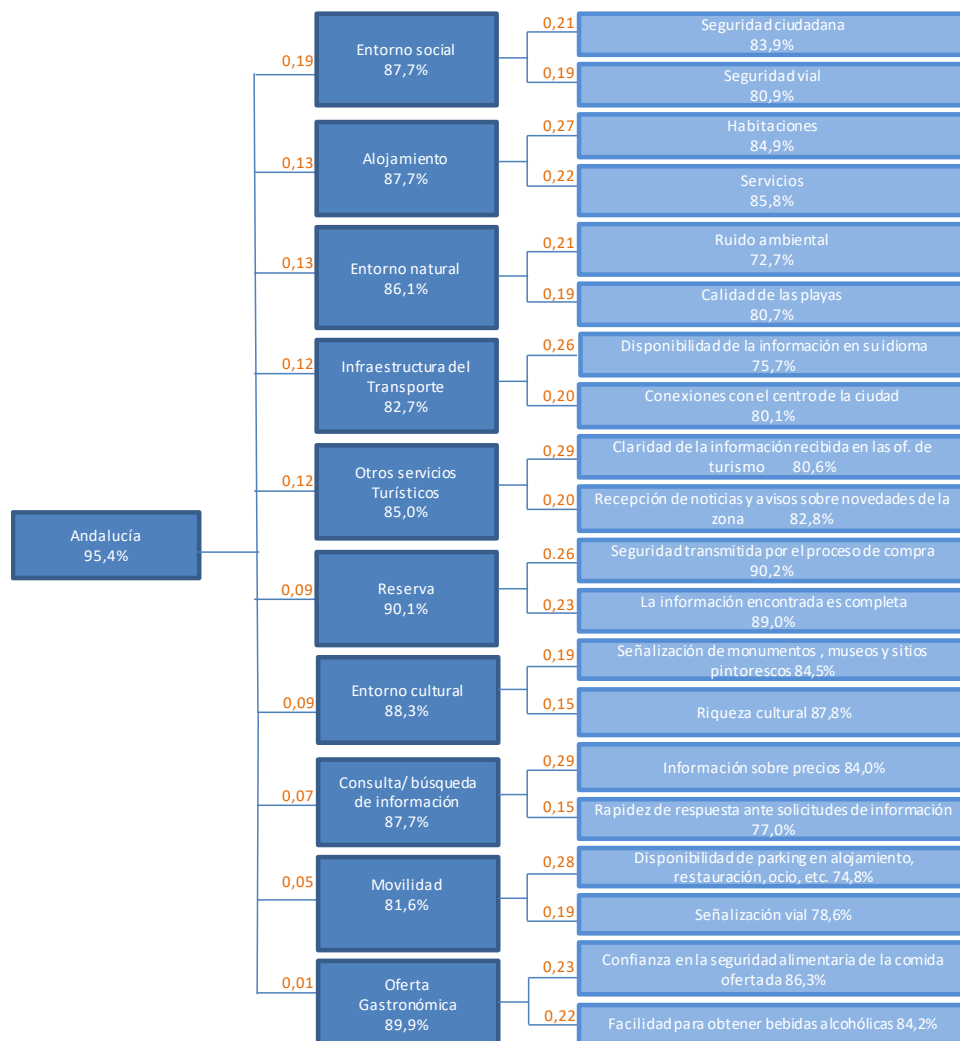 Andalucía
95,4%
0,19
Entorno social
87,7%
0,21
Seguridad ciudadana
83,9%
0,19
Seguridad vial
80,9%
0,13
Alojamiento
87,7%
0,27
Habitaciones
84,9%
0,22
Servicios
85,8%
0,13
Entorno natural
86,1%
0,21
Ruido ambiental
72,7%
0,19
Calidad de las playas
80,7%
0,12
Infraestructura del
Transporte
82,7%
0,26
Disponibilidad de la información en su idioma
75,7%
0,20
Conexiones con el centro de la ciudad
80,1%
0,12
Otros servicios
Turísticos
85,0%
0,29
Claridad de la información recibida en las of. de
turismo 80,6%
0,20
Recepción de noticias y avisos sobre novedades de la
zona 82,8%
0,09
Reserva
90,1%
0.26
Seguridad transmitida por el proceso de compra
90,2%
0,23
La información encontrada es completa
89,0%
0,09
Entorno cultural
88,3%
0,19
Señalización de monumentos , museos y sitios
pintorescos 84,5%
0,15
Riqueza cultural 87,8%
0,07
Consulta/ búsqueda
de información
87,7%
0,29
Información sobre precios 84,0%
0,15
Rapidez de respuesta ante solicitudes de información
77,0%
0,05
Movilidad
81,6%
0,28
Disponibilidad de parking en alojamiento,
restauración, ocio, etc. 74,8%
0,19
Señalización vial 78,6%
0,01
Oferta
Gastronómica
89,9%
0,23
Confianza en la seguridad alimentaria de la comida
ofertada 86,3%
0,22
Facilidad para obtener bebidas alcohólicas 84,2%